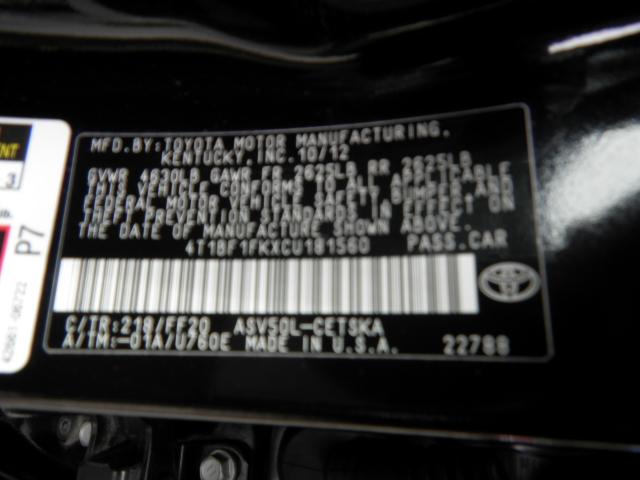 MFD.BY:TOYOTA MOTOR MANUFACTURING,
KENTUCKY,INC.10/12
GVWR 4630LB GAWR FR 2625LB RR 2625LB
THIS VEHICLE CONFORMS TO ALL APPLICABLE
FEDERAL MOTOR VEHICLE SAFETY, BUMPER AND
THEFT PREVENTION STANDARDS IN EFFECT ON
THE DATE OF MANUFACTURE SHOWN ABOVE.
4T1BF1FKXCU181560 PASS.CAR
C/TR:218/FF20 ASV50L-CETSKA
A/TM:-01A/U760E MADE IN U.S.A. 22788
3
P7